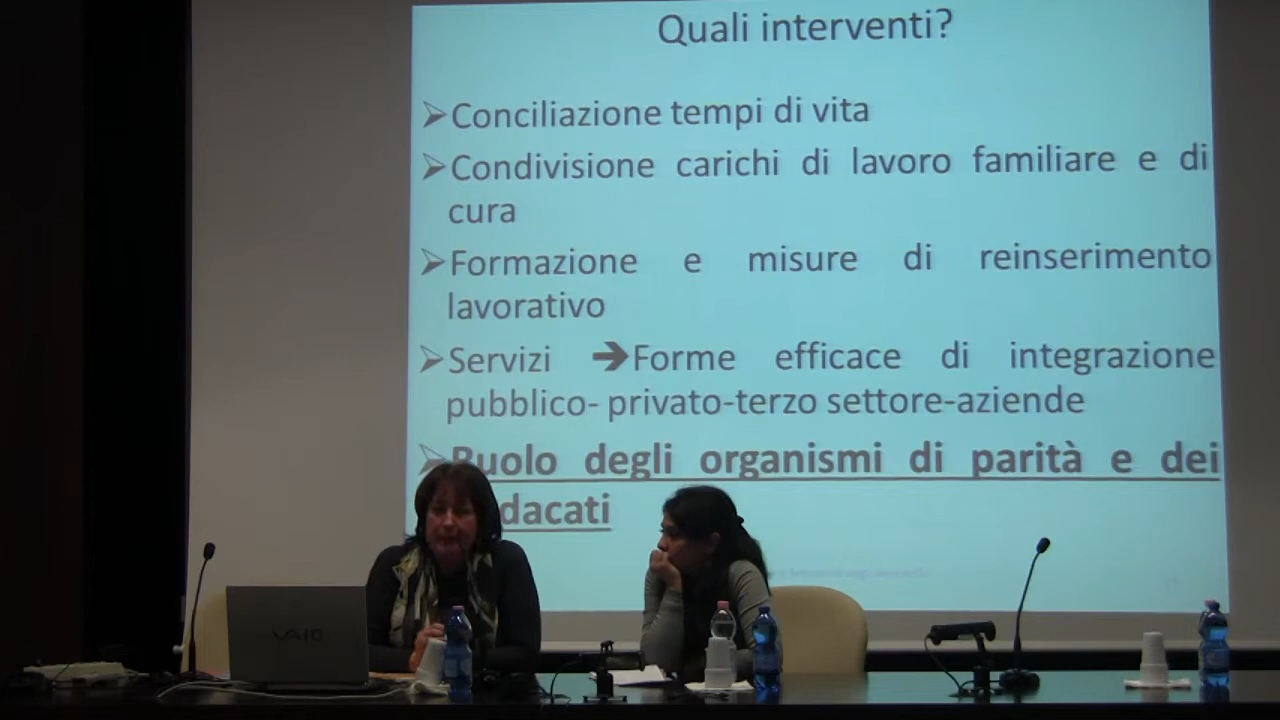 Quali interventi?
Conciliazione tempi di vita
Condivisione carichi di lavoro familiare e di
cura
Formazione e misure di reinserimento
lavorativo
Servizi ➔Forme efficace di integrazione
pubblico- privato-terzo settore-aziende
Ruolo degli organismi di parità e dei
dacati
VAIO